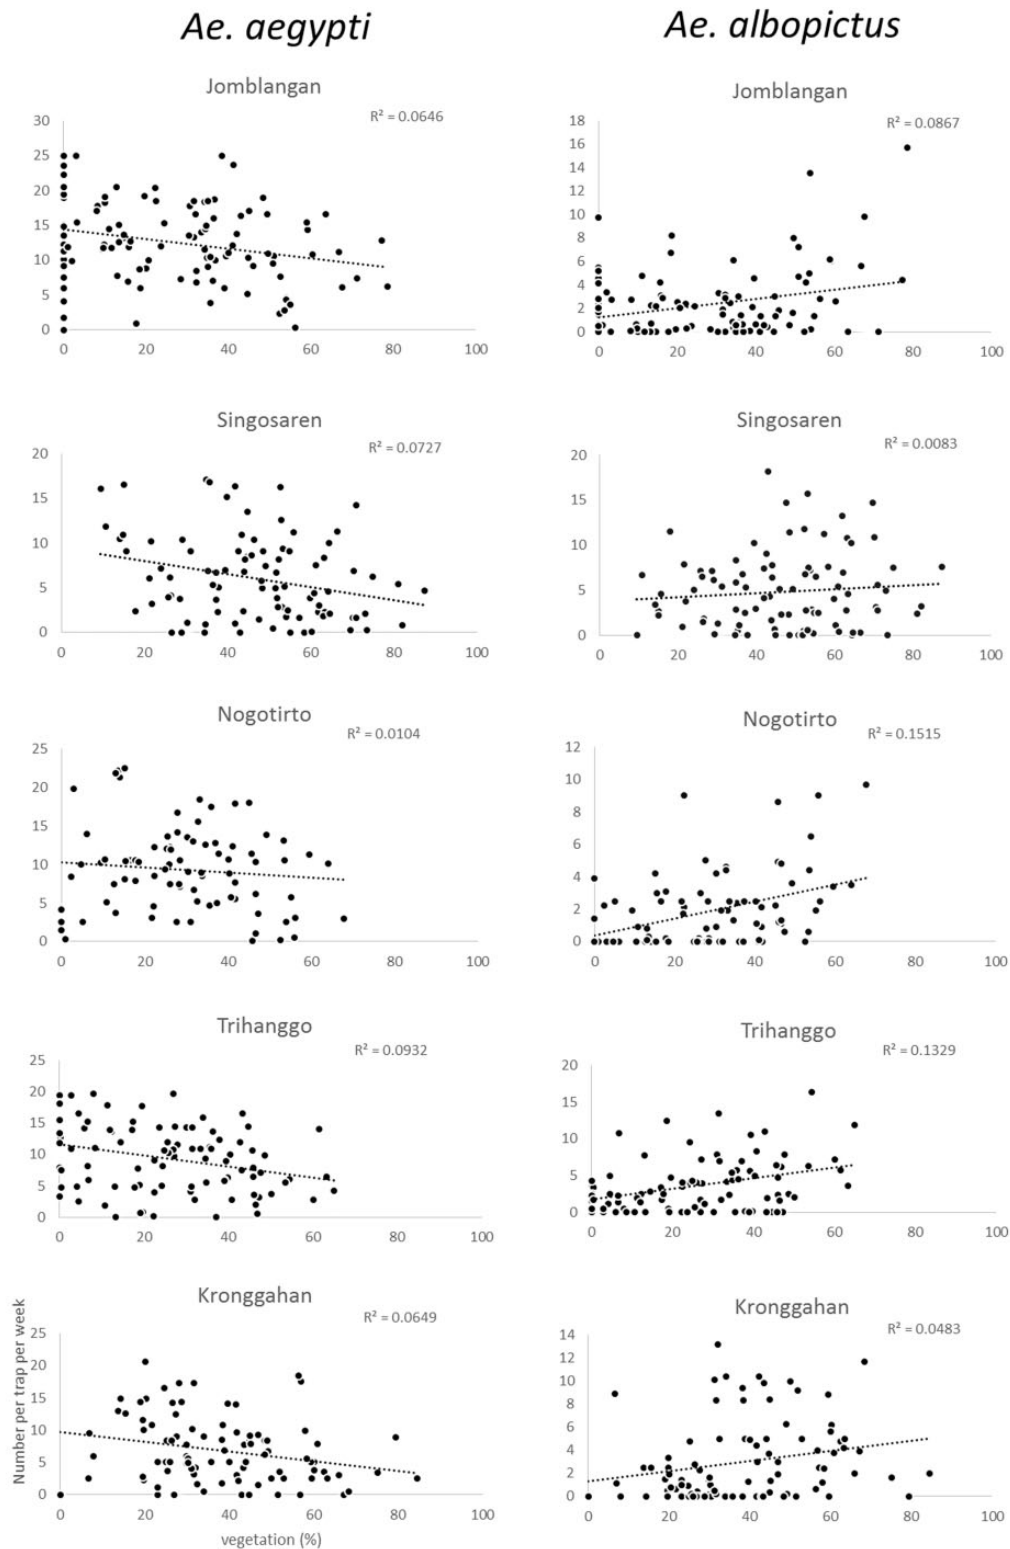 Ae. aegypti
Ae. albopictus
Jomblangan
R² = 0.0646
30
25
20
15
10
5
0
0 20 40 60 80 100
Jomblangan
R² = 0.0867
18
16
14
12
10
8
6
4
2
0
0 20 40 60 80 100
Singosaren
R² = 0.0727
20
15
10
5
0
0 20 40 60 80 100
Singosaren
R² = 0.0083
20
15
10
5
0
0 20 40 60 80 100
Nogotirto
R² = 0.0104
25
20
15
10
5
0
0 20 40 60 80 100
Nogotirto
R² = 0.1515
12
10
8
6
4
2
0
0 20 40 60 80 100
Trihanggo
R² = 0.0932
25
20
15
10
5
0
0 20 40 60 80 100
Trihanggo
R² = 0.1329
20
15
10
5
0
0 20 40 60 80 100
Kronggahan
R² = 0.0649
Number per trap per week
25
20
15
10
5
0
0 20 40 60 80 100
vegetation (%)
Kronggahan
R² = 0.0483
14
12
10
8
6
4
2
0
0 20 40 60 80 100